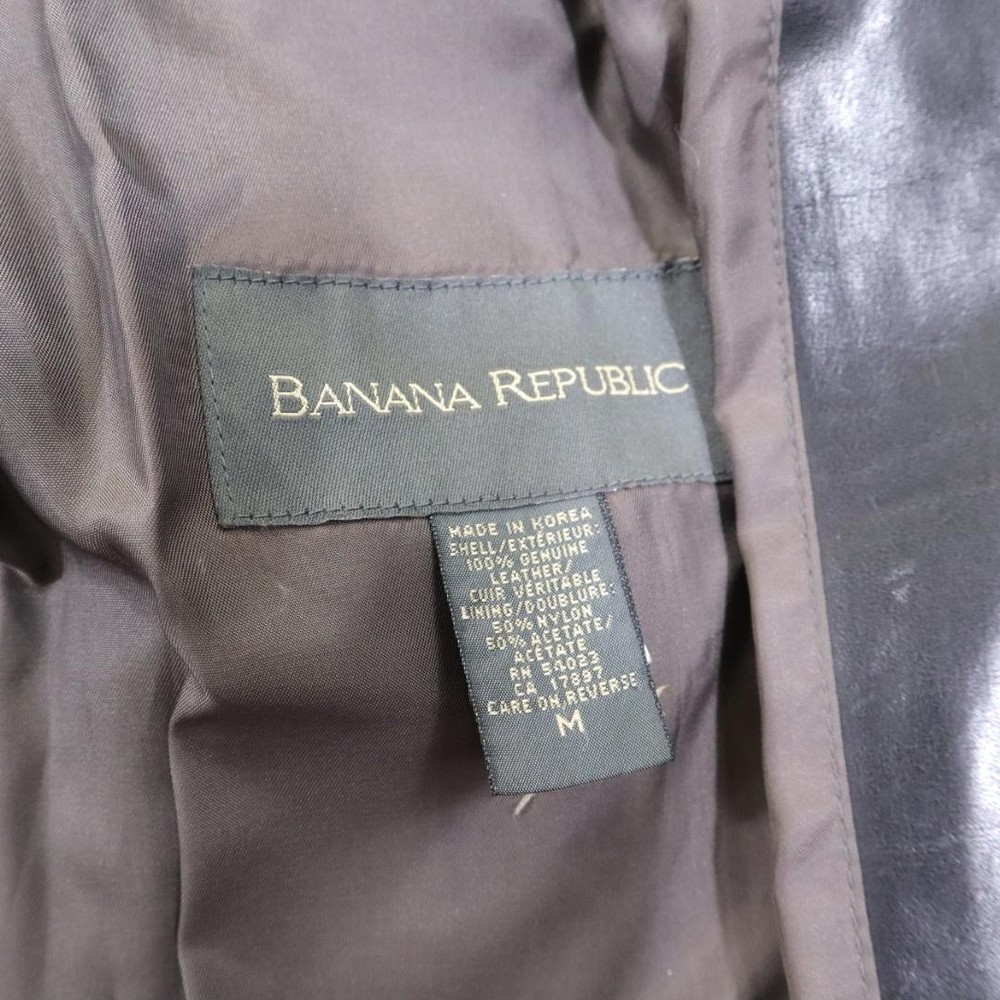 BANANA REPUBLIC
MADE IN KOREA
SHELL/EXTÉRIEUR:
100% GENUINE
LEATHER/
CUIR VÉRITABLE
LINING/DOUBLURE:
50% NYLON
50% ACETATE/
ACÉTATE
RN 54023
CA 17897
CARE ON REVERSE
M